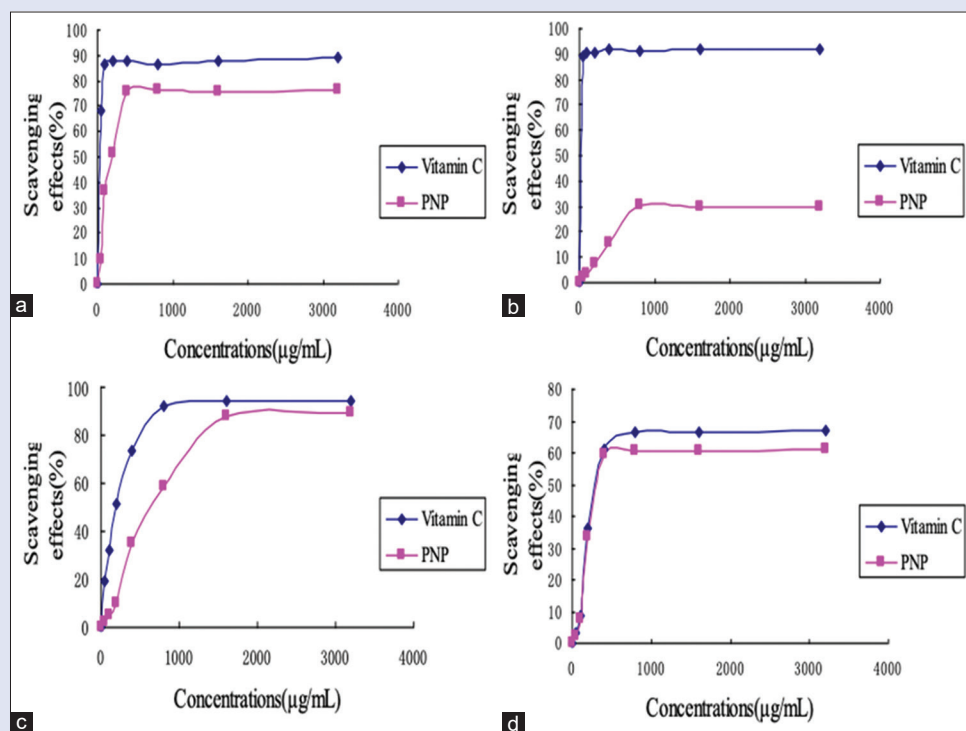 100
90
80
70
60
50
40
30
20
10
0
Scavenging
effects(%)
0 1000 2000 3000 4000
Concentrations(µg/mL)
Vitamin C
PNP
a
100
90
80
70
60
50
40
30
20
10
0
Scavenging
effects(%)
0 1000 2000 3000 4000
Concentrations(µg/mL)
Vitamin C
PNP
b
100
80
60
40
20
0
Scavenging
effects(%)
0 1000 2000 3000 4000
Concentrations(µg/mL)
Vitamin C
PNP
c
80
70
60
50
40
30
20
10
0
Scavenging
effects(%)
0 1000 2000 3000 4000
Concentrations(µg/mL)
Vitamin C
PNP
d